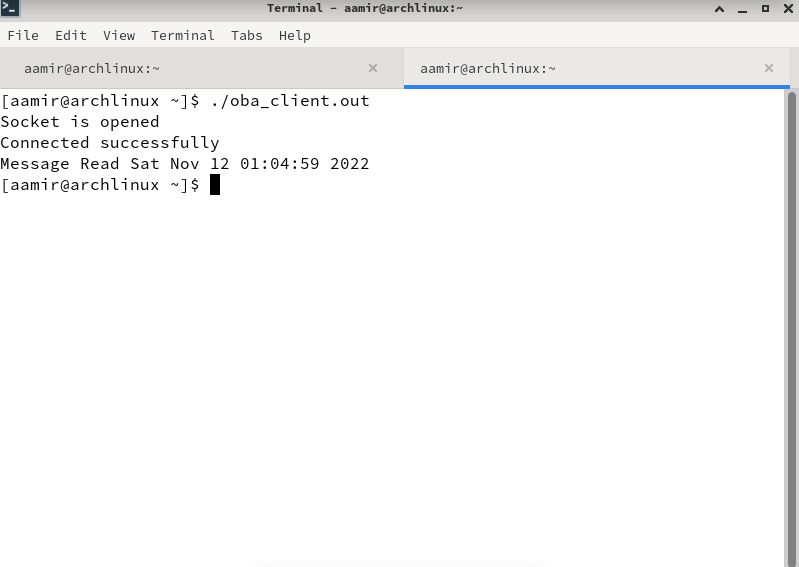 Terminal - aamir@archlinux:~
File Edit View Terminal Tabs Help
aamir@archlinux:~ aamir@archlinux:~
[aamir@archlinux ~]$ ./oba_client.out
Socket is opened
Connected successfully
Message Read Sat Nov 12 01:04:59 2022
[aamir@archlinux ~]$